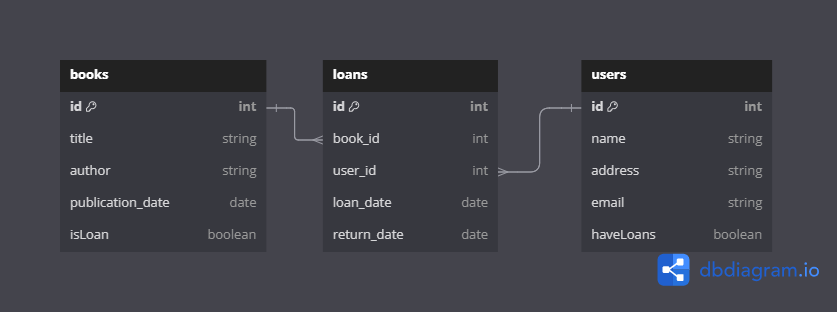 books
id int
title string
author string
publication_date date
isLoan boolean
loans
id int
book_id int
user_id int
loan_date date
return_date date
users
id int
name string
address string
email string
haveLoans boolean
dbdiagram.io